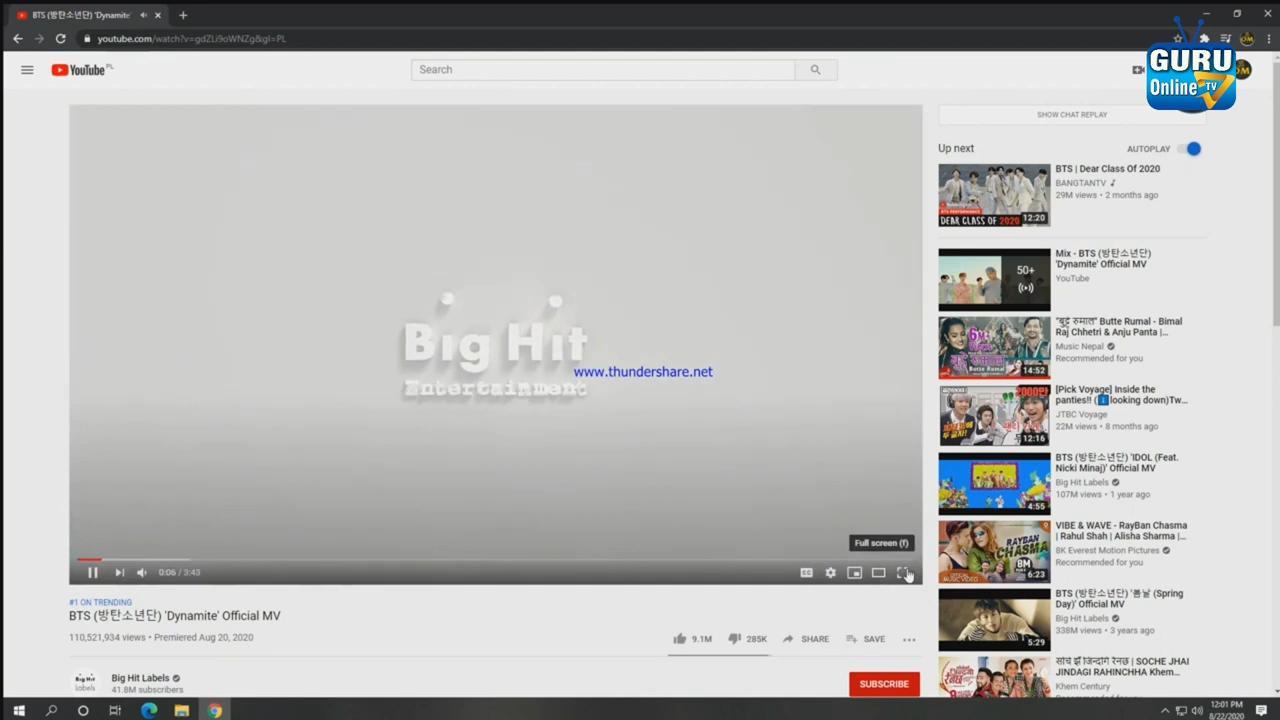 BTS (방탄소년단) 'Dynamite'
youtube.com/watch?v=gdZLi9oWNZg&gl=PL
GURU
Online TV
YouTube PL
Search
OM
SHOW CHAT REPLAY
Up next
AUTOPLAY
BTS | Dear Class Of 2020
BANGTANTV
29M views • 2 months ago
DEAR CLASS OF 2020
12:20
Mix - BTS (방탄소년단)
'Dynamite' Official MV
YouTube
50+
"बुट्टे रुमाल" Butte Rumal - Bimal
Raj Chhetri & Anju Panta |...
Music Nepal
Recommended for you
14:52
[Pick Voyage] Inside the
panties!! (⬇looking down)Tw...
JTBC Voyage
22M views • 8 months ago
12:16
BTS (방탄소년단) 'IDOL (Feat.
Nicki Minaj)' Official MV
Big Hit Labels
107M views • 1 year ago
4:55
VIBE & WAVE - RayBan Chasma
| Rahul Shah | Alisha Sharma |...
8K Everest Motion Pictures
Recommended for you
RAYBAN
CHASMA
8M
6:23
BTS (방탄소년단) '봄날 (Spring
Day)' Official MV
Big Hit Labels
338M views • 3 years ago
5:29
सोचे झैं जिन्दगि रैनछ | SOCHE JHAI
JINDAGI RAHINCHHA Khem...
Khem Century
Big Hit
Entertainment
www.thundershare.net
Full screen (f)
0:06 / 3:43
#1 ON TRENDING
BTS (방탄소년단) 'Dynamite' Official MV
110,521,934 views • Premiered Aug 20, 2020
9.1M
285K
SHARE
SAVE
Big Hit
Labels
Big Hit Labels
41.8M subscribers
SUBSCRIBE
12:01 PM
8/22/2020